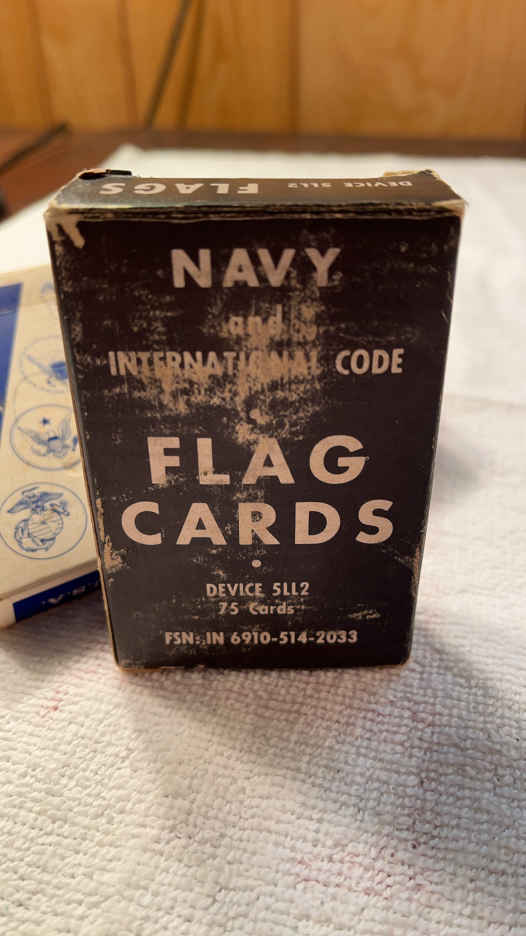 FLAGS DEVICE 5LL2
NAVY
and
INTERNATIONAL CODE
FLAG
CARDS
•
DEVICE 5LL2
75 Cards
FSN: IN 6910-514-2033